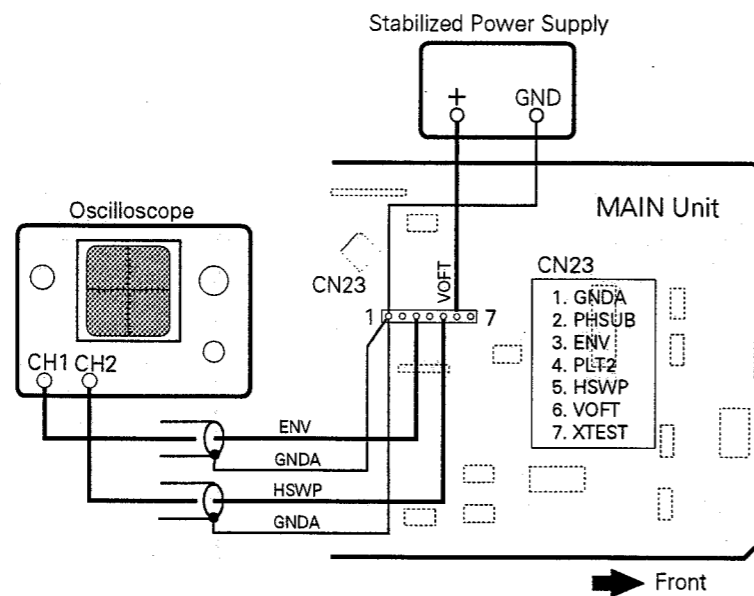 Stabilized Power Supply
+
GND
MAIN Unit
Oscilloscope
CN23
CN23
VOFT
1
7
1. GNDA
2. PHSUB
3. ENV
4. PLT2
5. HSWP
6. VOFT
7. XTEST
CH1
CH2
ENV
GNDA
HSWP
GNDA
Front